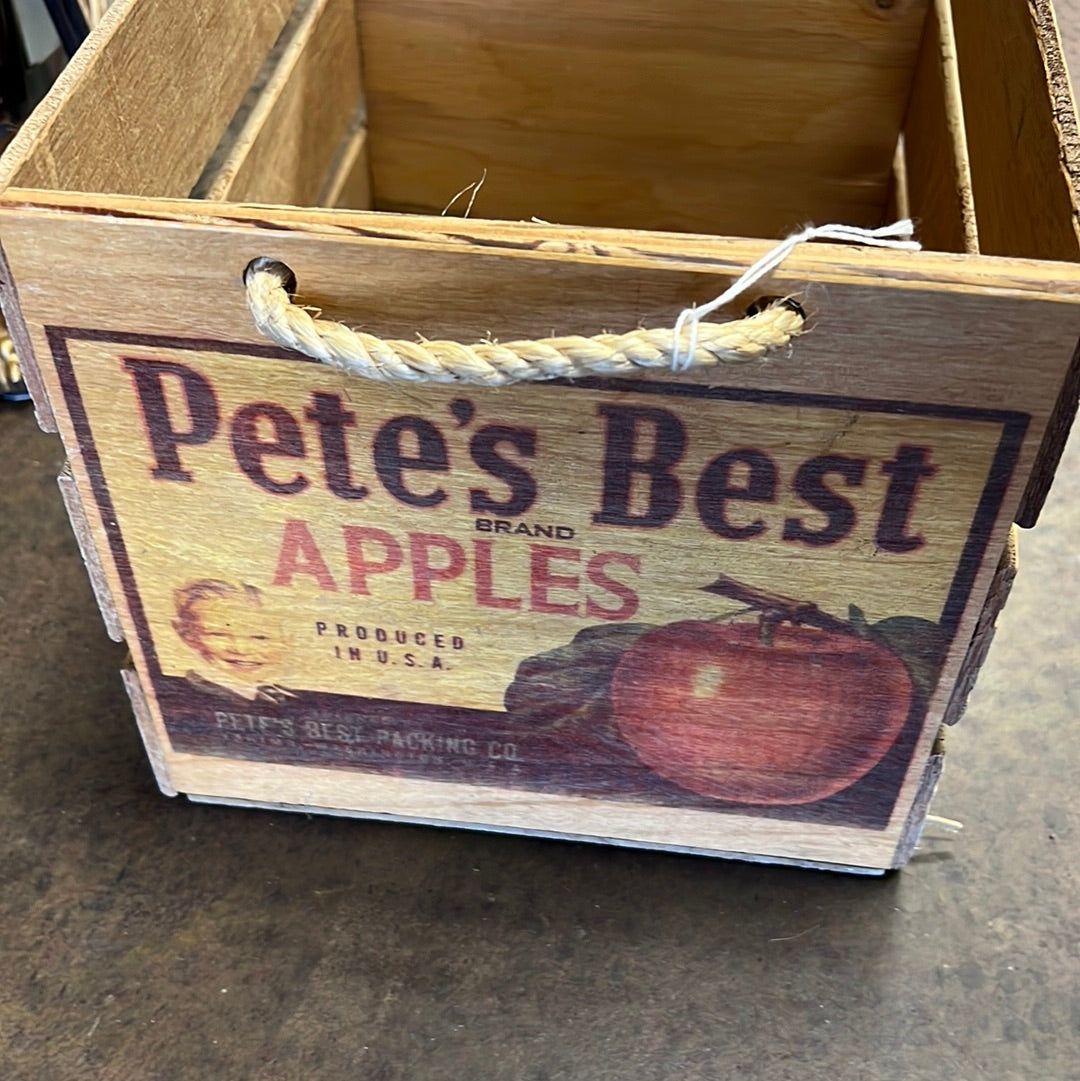 Pete's Best
BRAND
APPLES
PRODUCED
IN U.S.A.
PETE'S BEST PACKING CO.